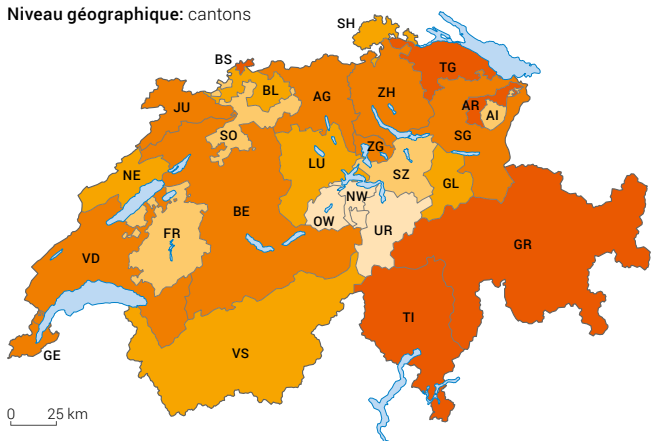 Niveau géographique: cantons
SH
BS
TG
BL
AG
ZH
JU
AR
AI
SO
SG
ZG
LU
NE
SZ
GL
NW
BE
OW
FR
UR
GR
VD
TI
VS
GE
0 25 km